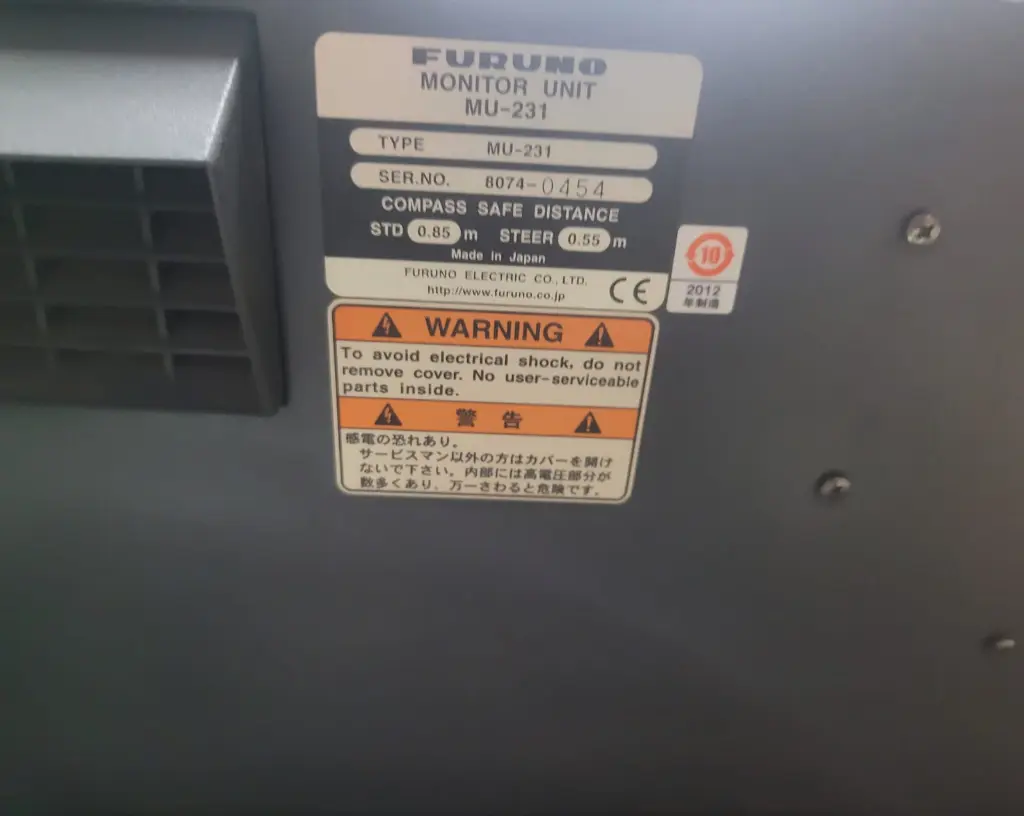 FURUNO
MONITOR UNIT
MU-231
TYPE MU-231
SER.NO. 8074-0454
COMPASS SAFE DISTANCE
STD 0.85 m STEER 0.55 m
Made in Japan
FURUNO ELECTRIC CO., LTD.
http://www.furuno.co.jp CE
10
2012
年制造
WARNING
To avoid electrical shock, do not
remove cover. No user-serviceable
parts inside.
警告
感電の恐れあり。
サービスマン以外の方はカバーを開け
ないで下さい。内部には高電圧部分が
数多くあり、万一さわると危険です。